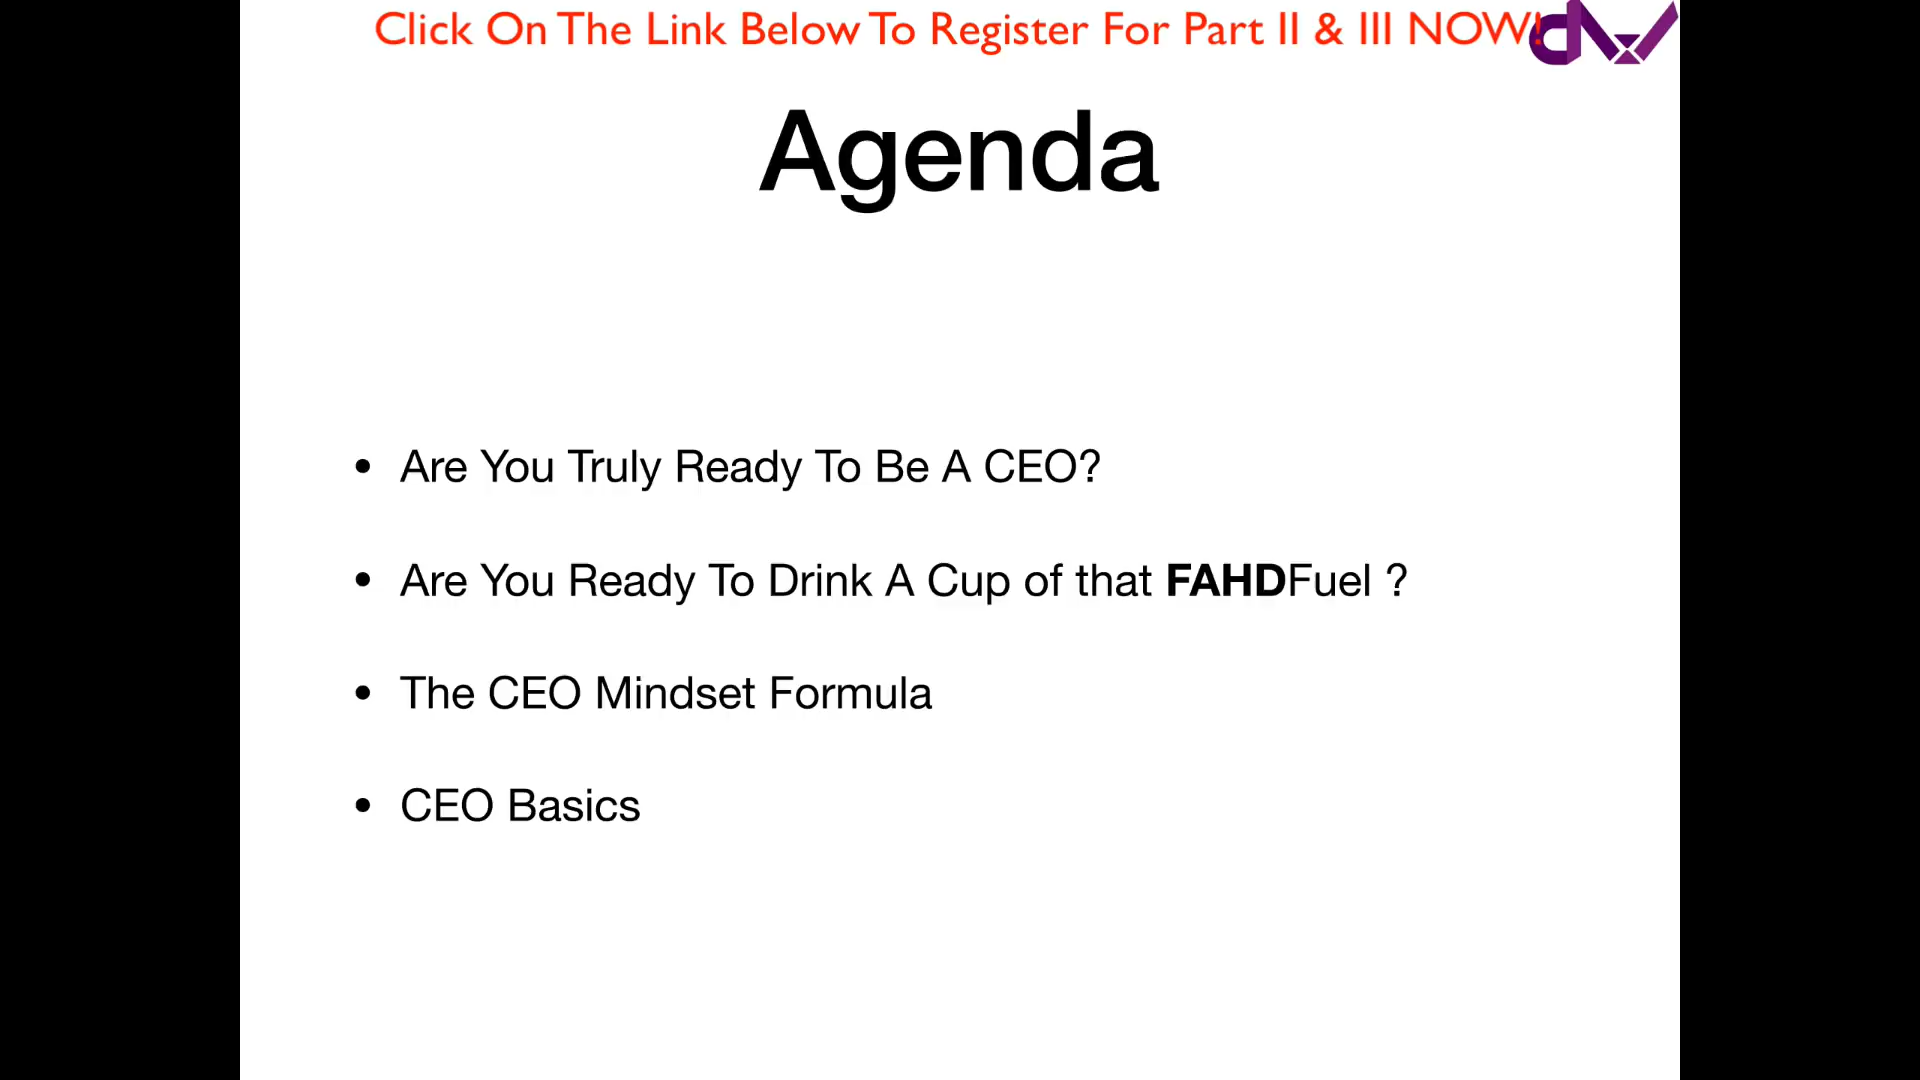 Click On The Link Below To Register For Part II & III NOW!
Agenda
• Are You Truly Ready To Be A CEO?
• Are You Ready To Drink A Cup of that FAHDFuel ?
• The CEO Mindset Formula
• CEO Basics